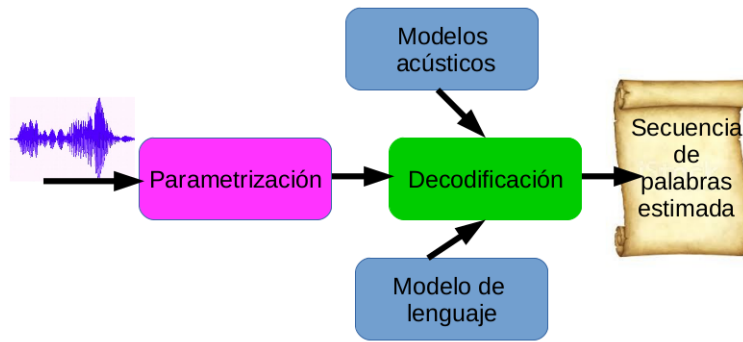 Modelos
acústicos
Parametrización
Decodificación
Secuencia
de
palabras
estimada
Modelo de
lenguaje